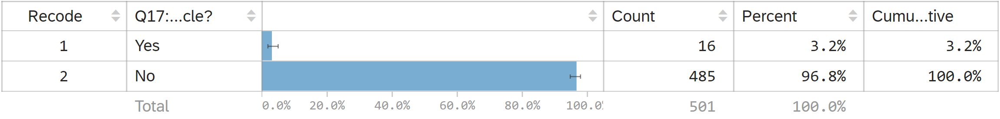 Recode Q17:...cle? Count Percent Cumu...tive
1 Yes 16 3.2% 3.2%
2 No 485 96.8% 100.0%
Total 0.0% 20.0% 40.0% 60.0% 80.0% 100.0 501 100.0%